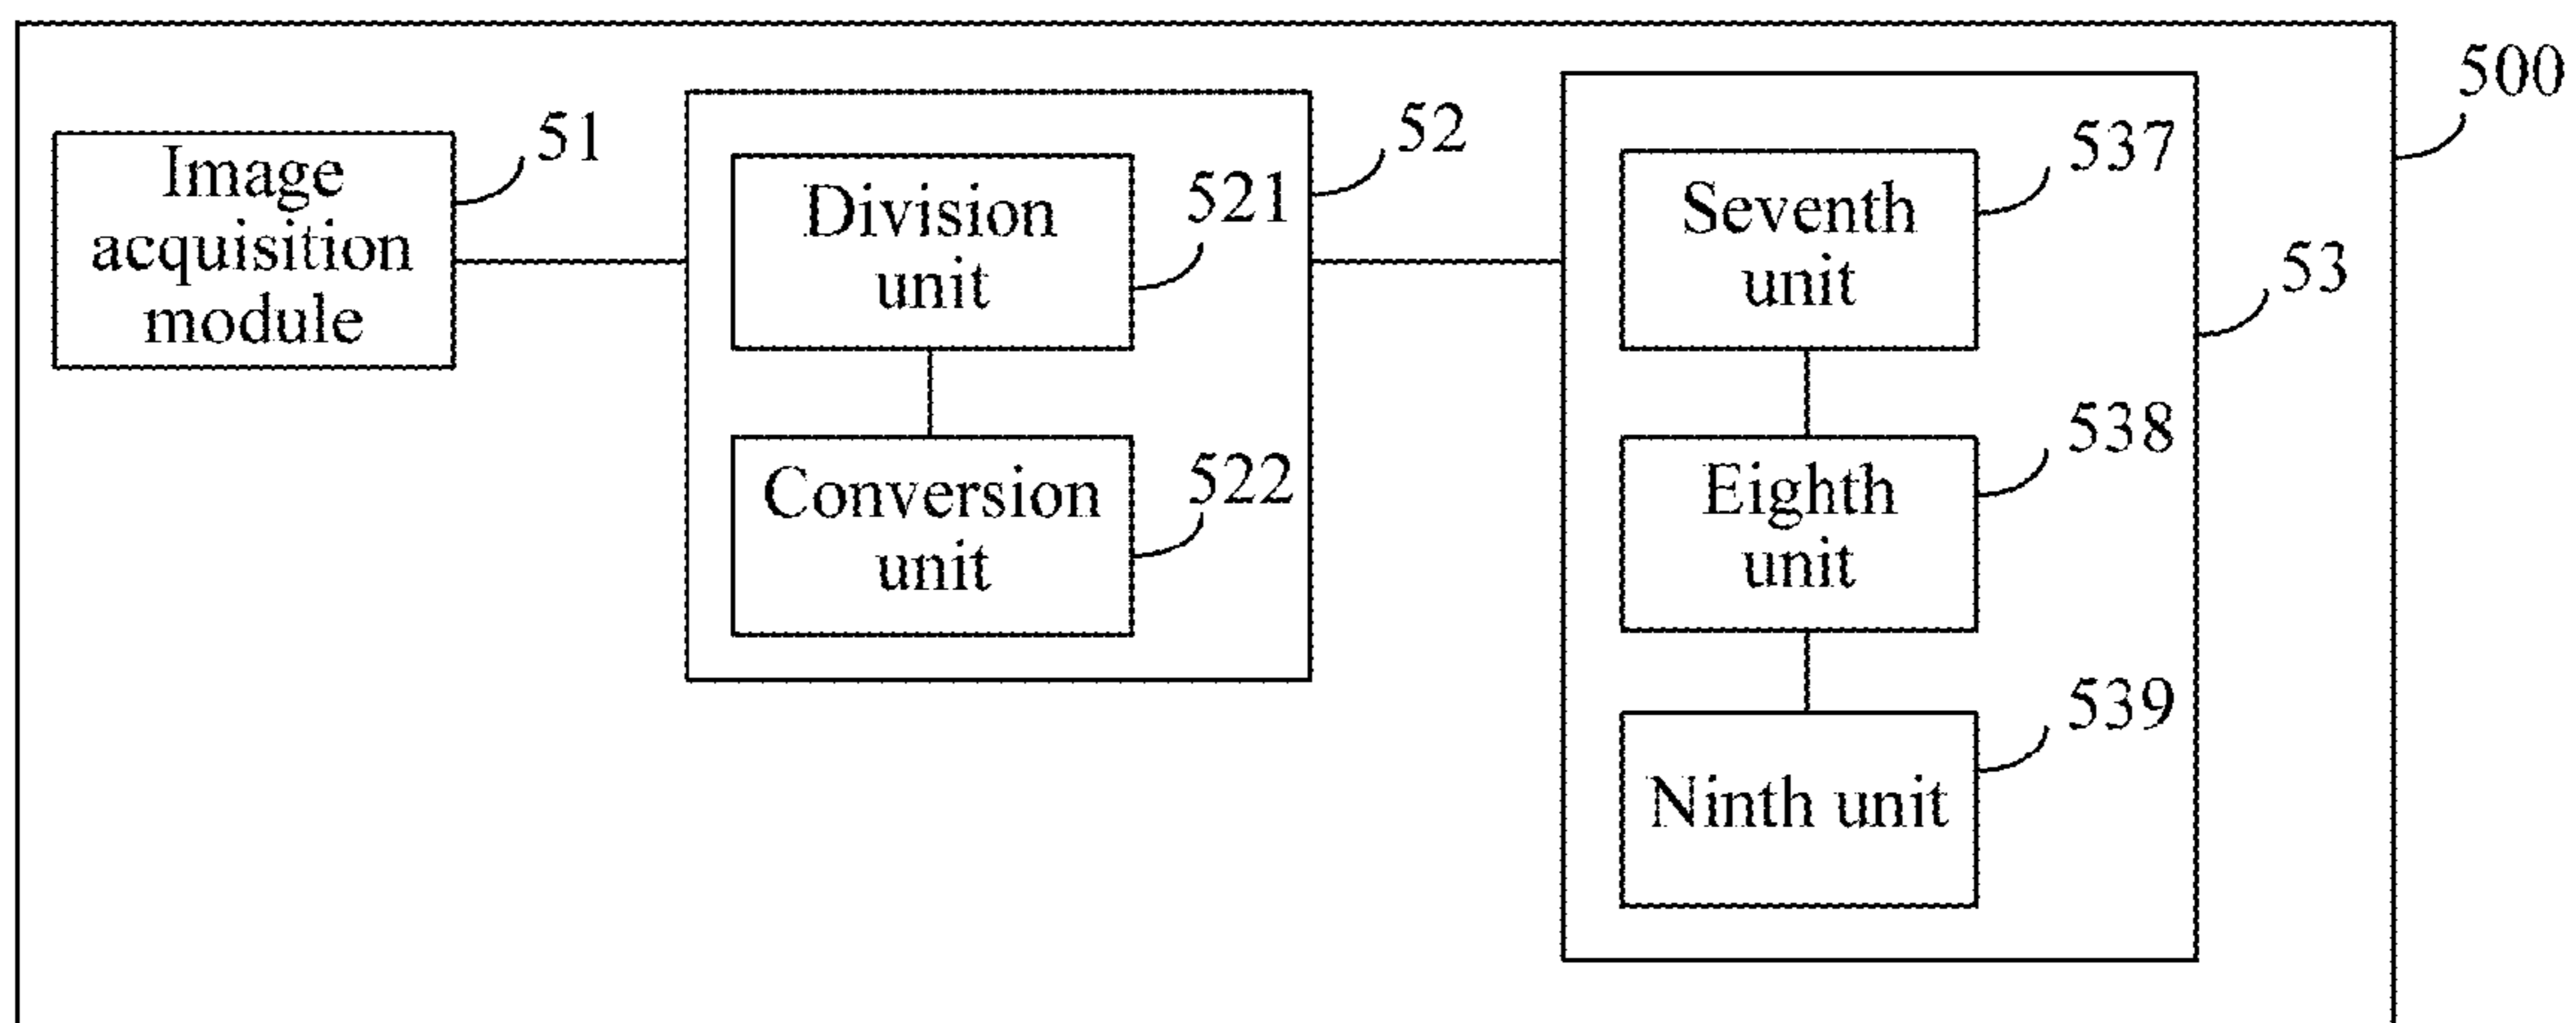 500
51
Image
acquisition
module
52
521
Division
unit
522
Conversion
unit
53
537
Seventh
unit
538
Eighth
unit
539
Ninth unit